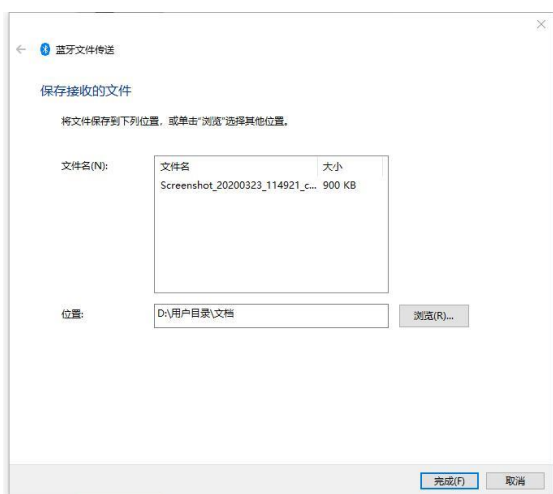 蓝牙文件传送
保存接收的文件
将文件保存到下列位置，或单击"浏览"选择其他位置。
文件名(N):
文件名 大小
Screenshot_20200323_114921_c... 900 KB
位置:
D:\用户目录\文档
浏览(R)...
完成(F) 取消